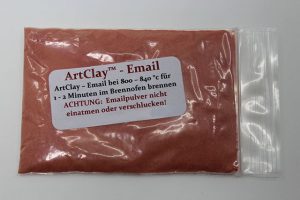 ArtClay™ - Email
ArtClay – Email bei 800 – 840 °c für
1 - 2 Minuten im Brennofen brennen
ACHTUNG: Emailpulver nicht
einatmen oder verschlucken!